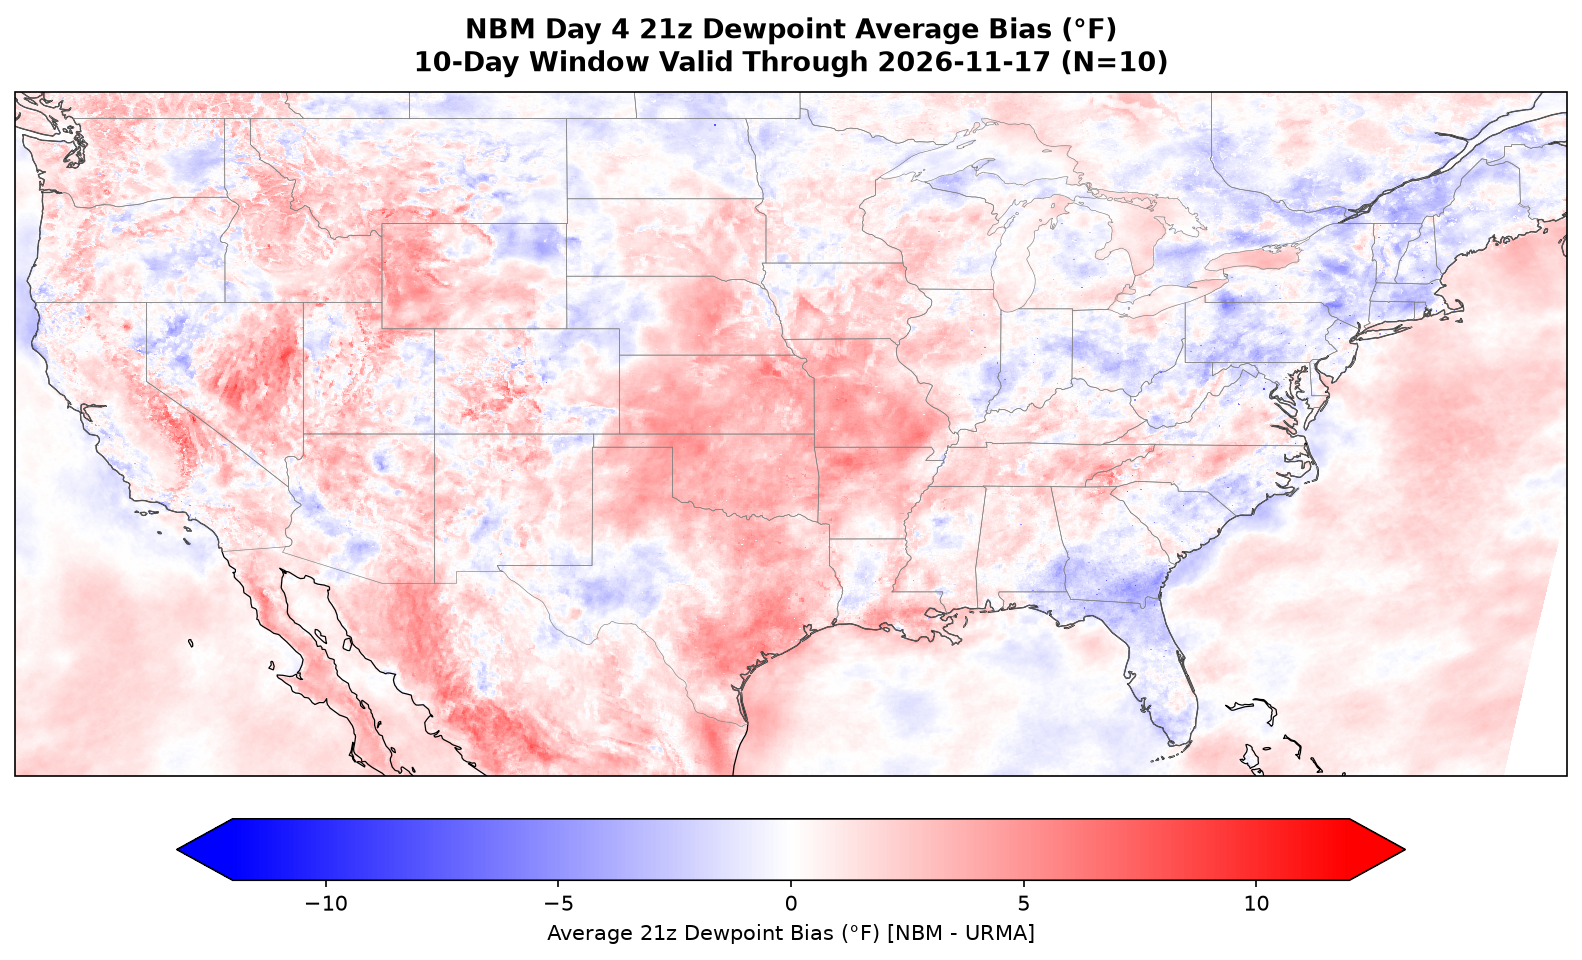 NBM Day 4 21z Dewpoint Average Bias (°F)
10-Day Window Valid Through 2026-11-17 (N=10)
−10 −5 0 5 10
Average 21z Dewpoint Bias (°F) [NBM - URMA]